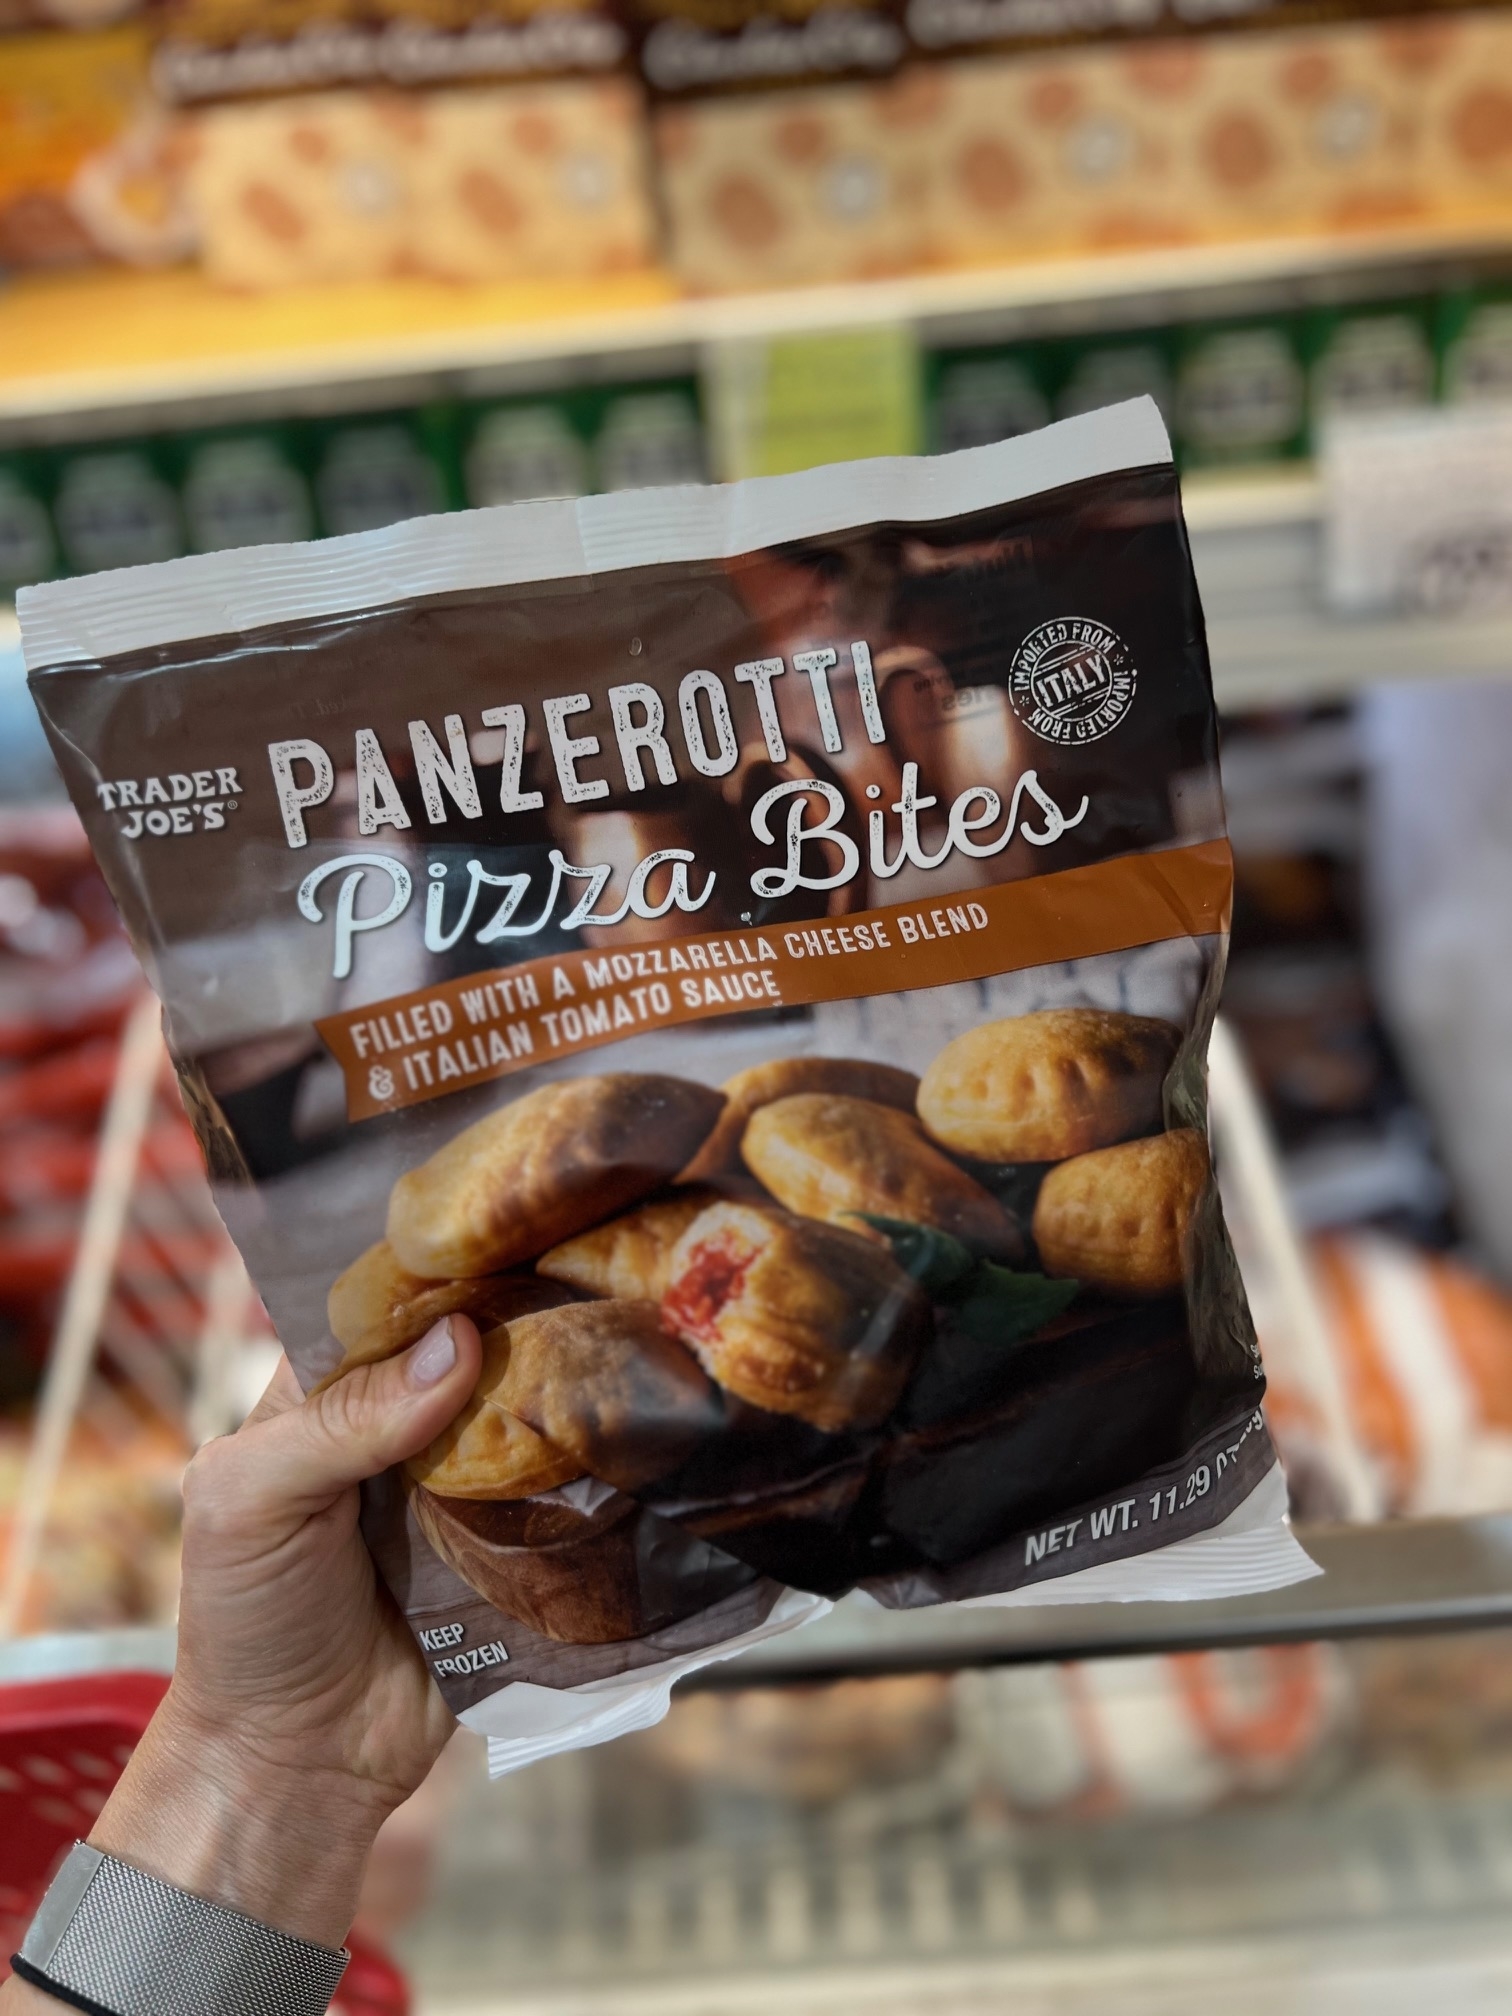 IMPORTED FROM
ITALY
IMPORTED FROM
PANZEROTTI
TRADER
JOE'S®
Pizza Bites
FILLED WITH A MOZZARELLA CHEESE BLEND
& ITALIAN TOMATO SAUCE
NET WT. 11.29
KEEP
FROZEN